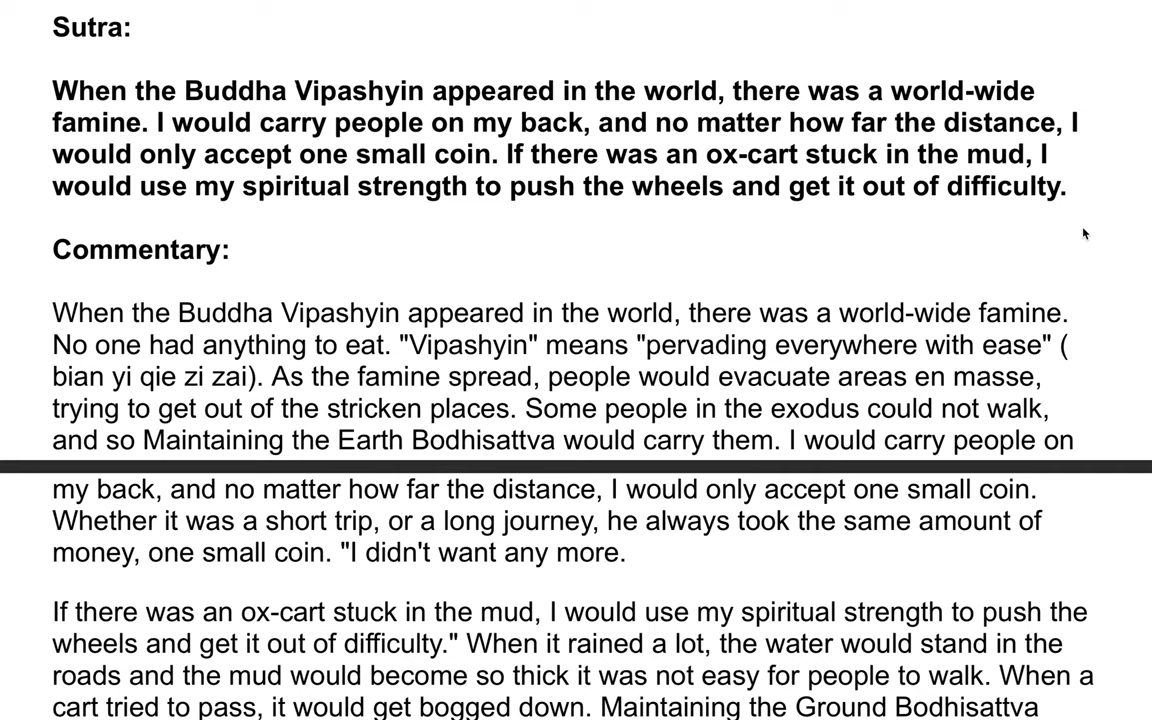 Sutra:
When the Buddha Vipashyin appeared in the world, there was a world-wide
famine. I would carry people on my back, and no matter how far the distance, I
would only accept one small coin. If there was an ox-cart stuck in the mud, I
would use my spiritual strength to push the wheels and get it out of difficulty.
Commentary:
When the Buddha Vipashyin appeared in the world, there was a world-wide famine.
No one had anything to eat. "Vipashyin" means "pervading everywhere with ease" (
bian yi qie zi zai). As the famine spread, people would evacuate areas en masse,
trying to get out of the stricken places. Some people in the exodus could not walk,
and so Maintaining the Earth Bodhisattva would carry them. I would carry people on
my back, and no matter how far the distance, I would only accept one small coin.
Whether it was a short trip, or a long journey, he always took the same amount of
money, one small coin. "I didn't want any more.
If there was an ox-cart stuck in the mud, I would use my spiritual strength to push the
wheels and get it out of difficulty." When it rained a lot, the water would stand in the
roads and the mud would become so thick it was not easy for people to walk. When a
cart tried to pass, it would get bogged down. Maintaining the Ground Bodhisattva